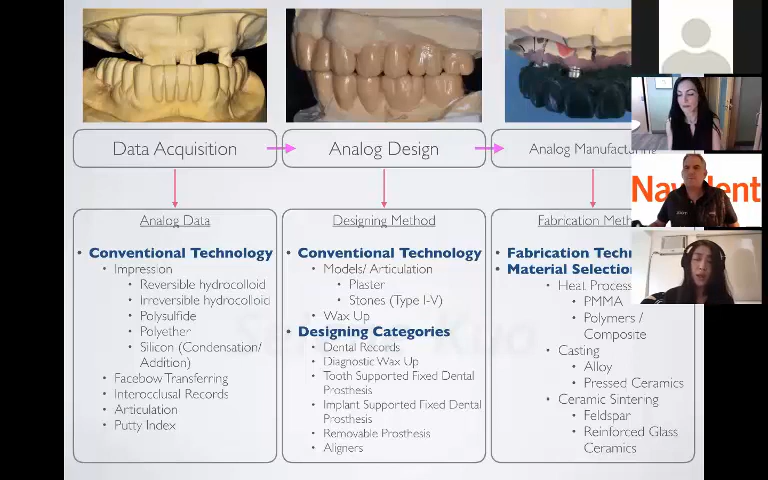 Data Acquisition
Analog Design
Analog Manufacturing
Analog Data
Conventional Technology
Impression
Reversible hydrocolloid
Irreversible hydrocolloid
Polysulfide
Polyether
Silicon (Condensation/
Addition)
Facebow Transferring
Interocclusal Records
Articulation
Putty Index
Designing Method
Conventional Technology
Models/ Articulation
Plaster
Stones (Type I-V)
Wax Up
Designing Categories
Dental Records
Diagnostic Wax Up
Tooth Supported Fixed Dental
Prosthesis
Implant Supported Fixed Dental
Prosthesis
Removable Prosthesis
Aligners
Fabrication Meth
Fabrication Techn
Material Selection
Heat Process
PMMA
Polymers /
Composite
Casting
Alloy
Pressed Ceramics
Ceramic Sintering
Feldspar
Reinforced Glass
Ceramics